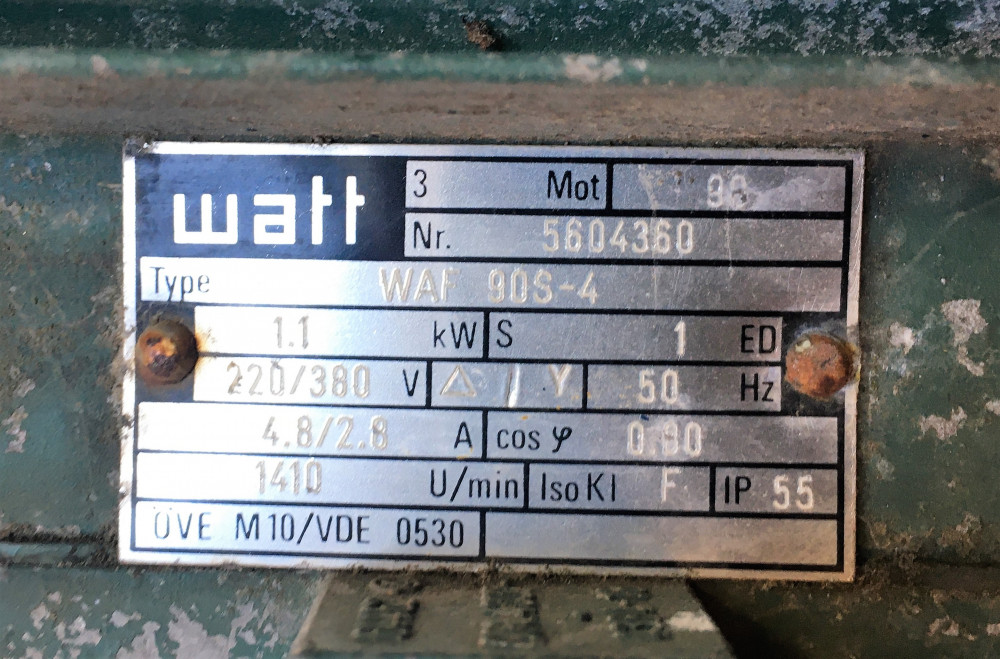 watt
3 Mot
Nr. 5604360
Type WAF 90S-4
1.1 kW S 1 ED
220/380 V △ / Y 50 Hz
4.8/2.8 A cos φ 0.80
1410 U/min Iso Kl F IP 55
ÖVE M10/VDE 0530